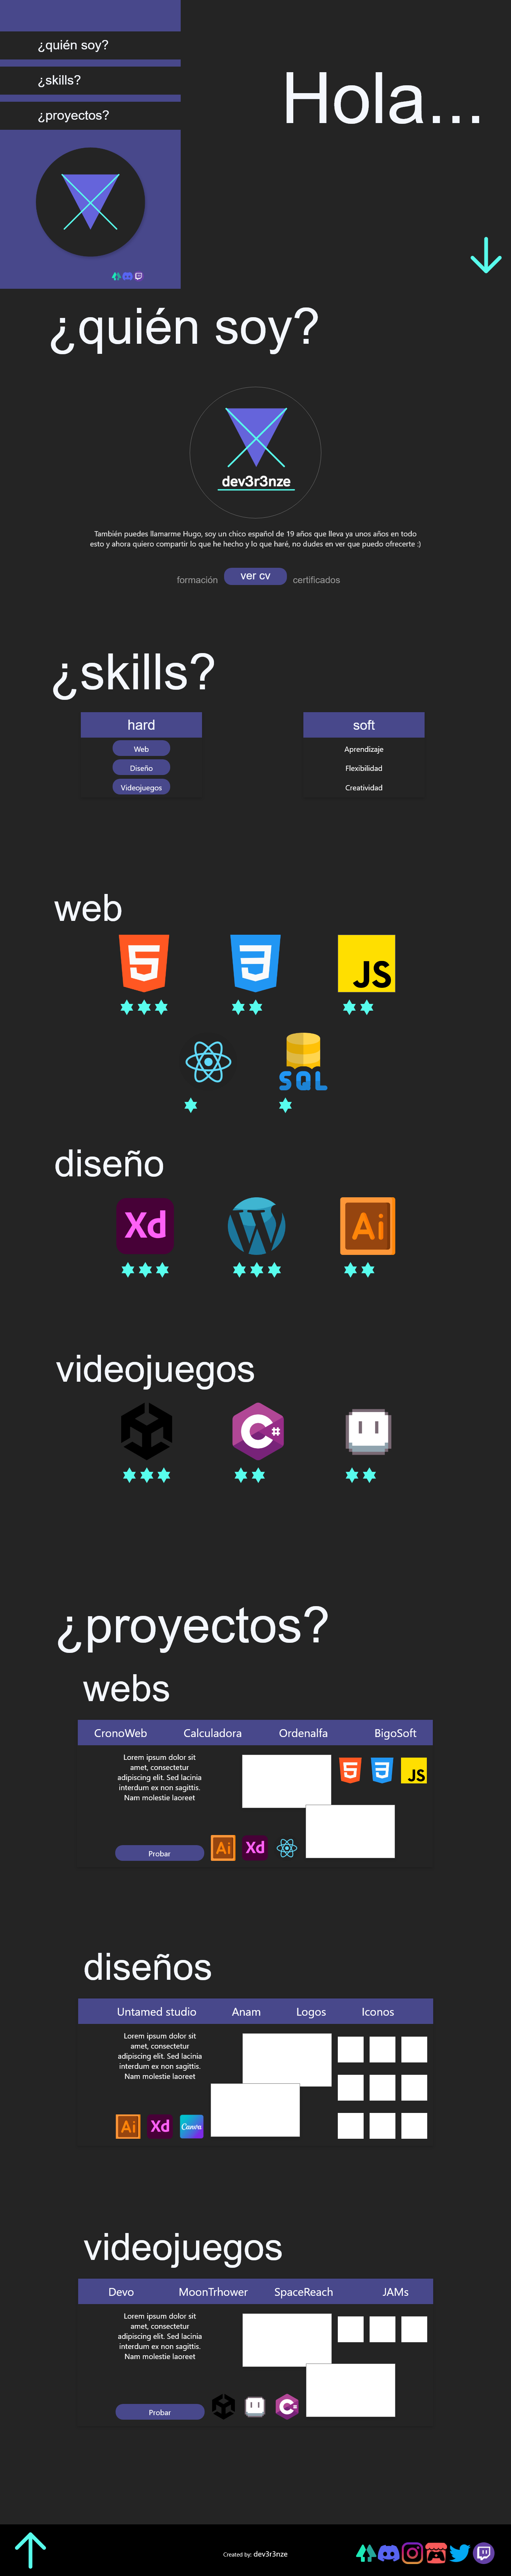 ¿quién soy?
¿skills?
¿proyectos?
Hola...
¿quién soy?
dev3r3nze
También puedes llamarme Hugo, soy un chico español de 19 años que lleva ya unos años en todo
esto y ahora quiero compartir lo que he hecho y lo que haré, no dudes en ver que puedo ofrecerte :)
formación ver cv certificados
¿skills?
hard
Web
Diseño
Videojuegos
soft
Aprendizaje
Flexibilidad
Creatividad
web
5 3 JS
SQL
diseño
Xd W Ai
videojuegos
C#
¿proyectos?
webs
CronoWeb Calculadora Ordenalfa BigoSoft
Lorem ipsum dolor sit
amet, consectetur
adipiscing elit. Sed lacinia
interdum ex non sagittis.
Nam molestie laoreet
5 3 JS
Probar
Ai Xd
diseños
Untamed studio Anam Logos Iconos
Lorem ipsum dolor sit
amet, consectetur
adipiscing elit. Sed lacinia
interdum ex non sagittis.
Nam molestie laoreet
Ai Xd Canva
videojuegos
Devo MoonTrhower SpaceReach JAMs
Lorem ipsum dolor sit
amet, consectetur
adipiscing elit. Sed lacinia
interdum ex non sagittis.
Nam molestie laoreet
Probar
C#
Created by: dev3r3nze